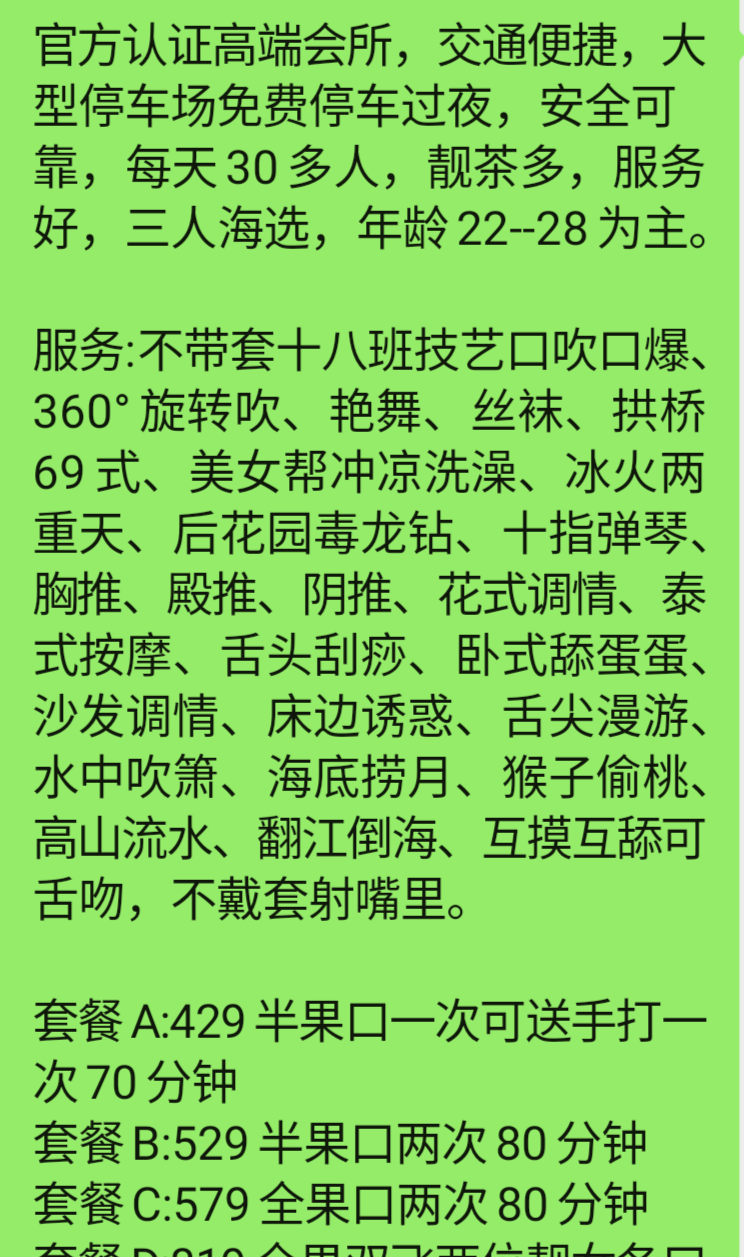 官方认证高端会所，交通便捷，大
型停车场免费停车过夜，安全可
靠，每天30多人，靓茶多，服务
好，三人海选，年龄22--28为主。
服务:不带套十八班技艺口吹口爆、
360°旋转吹、艳舞、丝袜、拱桥
69式、美女帮冲凉洗澡、冰火两
重天、后花园毒龙钻、十指弹琴、
胸推、殿推、阴推、花式调情、泰
式按摩、舌头刮痧、卧式舔蛋蛋、
沙发调情、床边诱惑、舌尖漫游、
水中吹箫、海底捞月、猴子偷桃、
高山流水、翻江倒海、互摸互舔可
舌吻，不戴套射嘴里。
套餐A:429半果口一次可送手打一
次70分钟
套餐B:529半果口两次80分钟
套餐C:579全果口两次80分钟